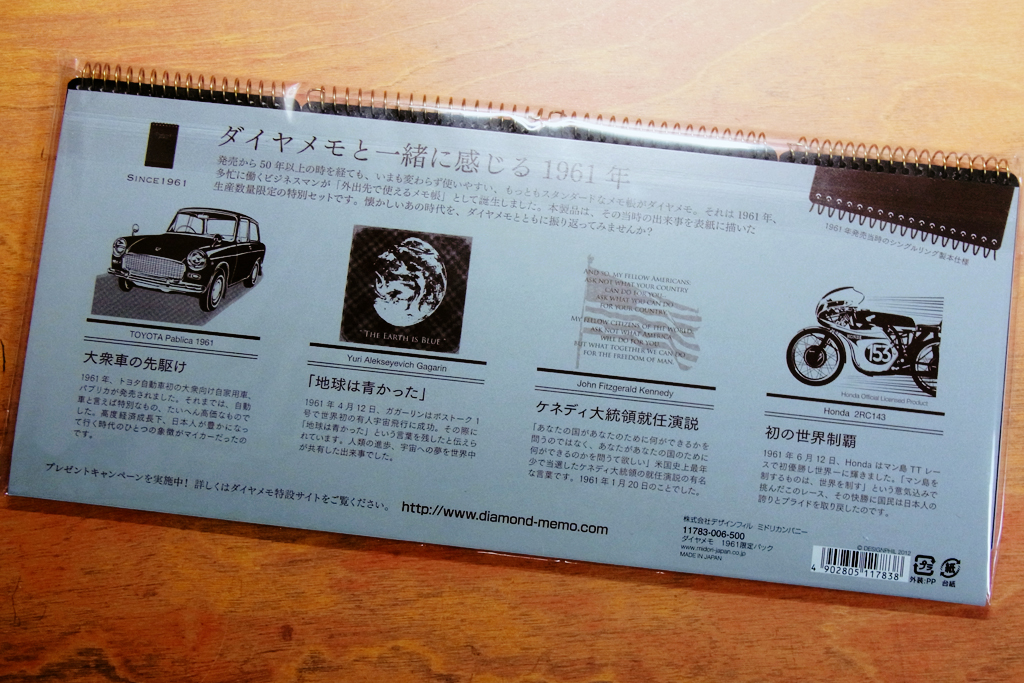 SINCE1961
ダイヤメモと一緒に感じる 1961 年
発売から50年以上の時を経ても、いまも変わらず使いやすい、もっともスタンダードなメモ帳がダイヤメモ。それは1961年、
多忙に働くビジネスマンが「外出先で使えるメモ帳」として誕生しました。本製品は、その当時の出来事を表紙に描いた
生産数量限定の特別セットです。懐かしいあの時代を、ダイヤメモとともに振り返ってみませんか?
1961年発売当時のシングルリング製本仕様
TOYOTA Pablica 1961
大衆車の先駆け
1961年、トヨタ自動車初の大衆向け自家用車、
パブリカが発売されました。それまでは、自動
車と言えば特別なもの、たいへん高価なもので
した。高度経済成長下、日本人が豊かになっ
て行く時代のひとつの象徴がマイカーだったの
です。
"THE EARTH IS BLUE"
Yuri Alekseyevich Gagarin
「地球は青かった」
1961年4月12日、ガガーリンはボストーク1
号で世界初の有人宇宙飛行に成功。その際に
「地球は青かった」という言葉を残したと伝えら
れています。人類の進歩、宇宙への夢を世界中
が共有した出来事でした。
AND SO, MY FELLOW AMERICANS:
ASK NOT WHAT YOUR COUNTRY
CAN DO FOR YOU—
ASK WHAT YOU CAN DO
FOR YOUR COUNTRY.
MY FELLOW CITIZENS OF THE WORLD:
ASK NOT WHAT AMERICA
WILL DO FOR YOU,
BUT WHAT TOGETHER WE CAN DO
FOR THE FREEDOM OF MAN.
John Fitzgerald Kennedy
ケネディ大統領就任演説
「あなたの国があなたのために何ができるかを
問うのではなく、あなたがあなたの国のために
何ができるのかを問うて欲しい」米国史上最年
少で当選したケネディ大統領の就任演説の有名
な言葉です。1961年1月20のことでした。
153
Honda Official Licensed Product
Honda 2RC143
初の世界制覇
1961年6月12日、Hondaはマン島TTレー
スで初優勝し世界一に輝きました。「マン島を
制するものは、世界を制す」という意気込みで
挑んだこのレース、その快勝に国民は日本人の
誇りとプライドを取り戻したのです。
プレゼントキャンペーンを実施中! 詳しくはダイヤメモ特設サイトをご覧ください。 http://www.diamond-memo.com
株式会社デザインフィル ミドリカンパニー
11783-006-500
ダイヤメモ 1961限定パック
www.midori-japan.co.jp
MADE IN JAPAN
© DESIGNPHIL 2012
4 902805 117838
プラ
外装:PP
紙
台紙